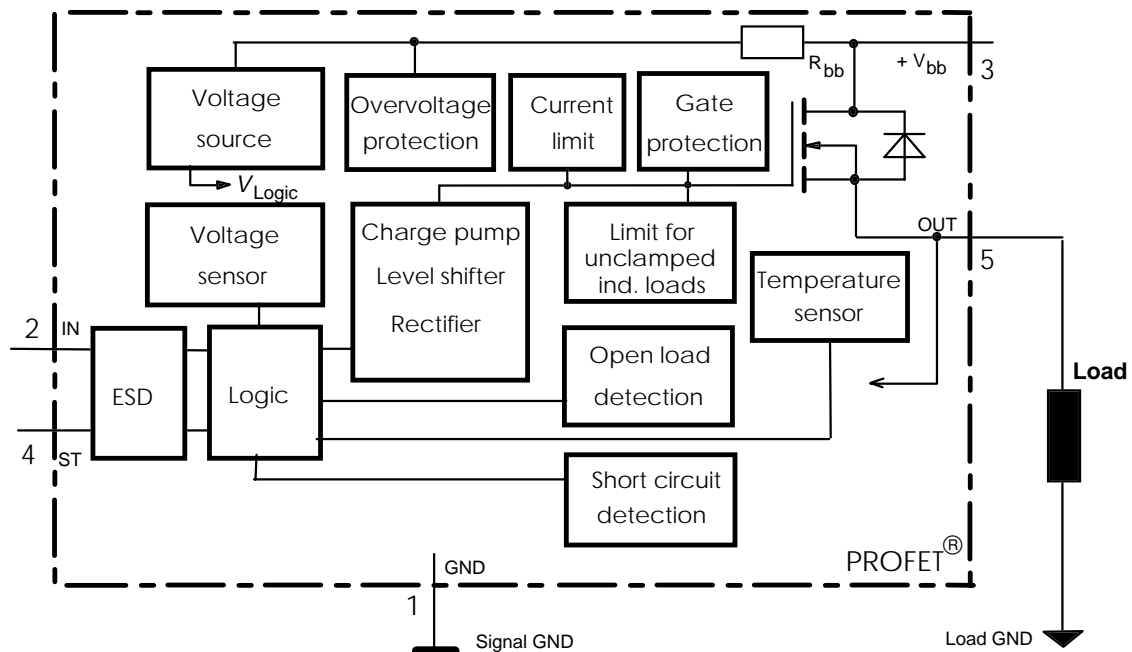 R bb
+ V bb
3
Voltage
source
Overvoltage
protection
Current
limit
Gate
protection
V Logic
Voltage
sensor
Charge pump
Level shifter
Rectifier
Limit for
unclamped
ind. loads
OUT
5
Temperature
sensor
2
IN
ESD
Logic
Open load
detection
Load
4
ST
Short circuit
detection
PROFET®
GND
1
Signal GND
Load GND